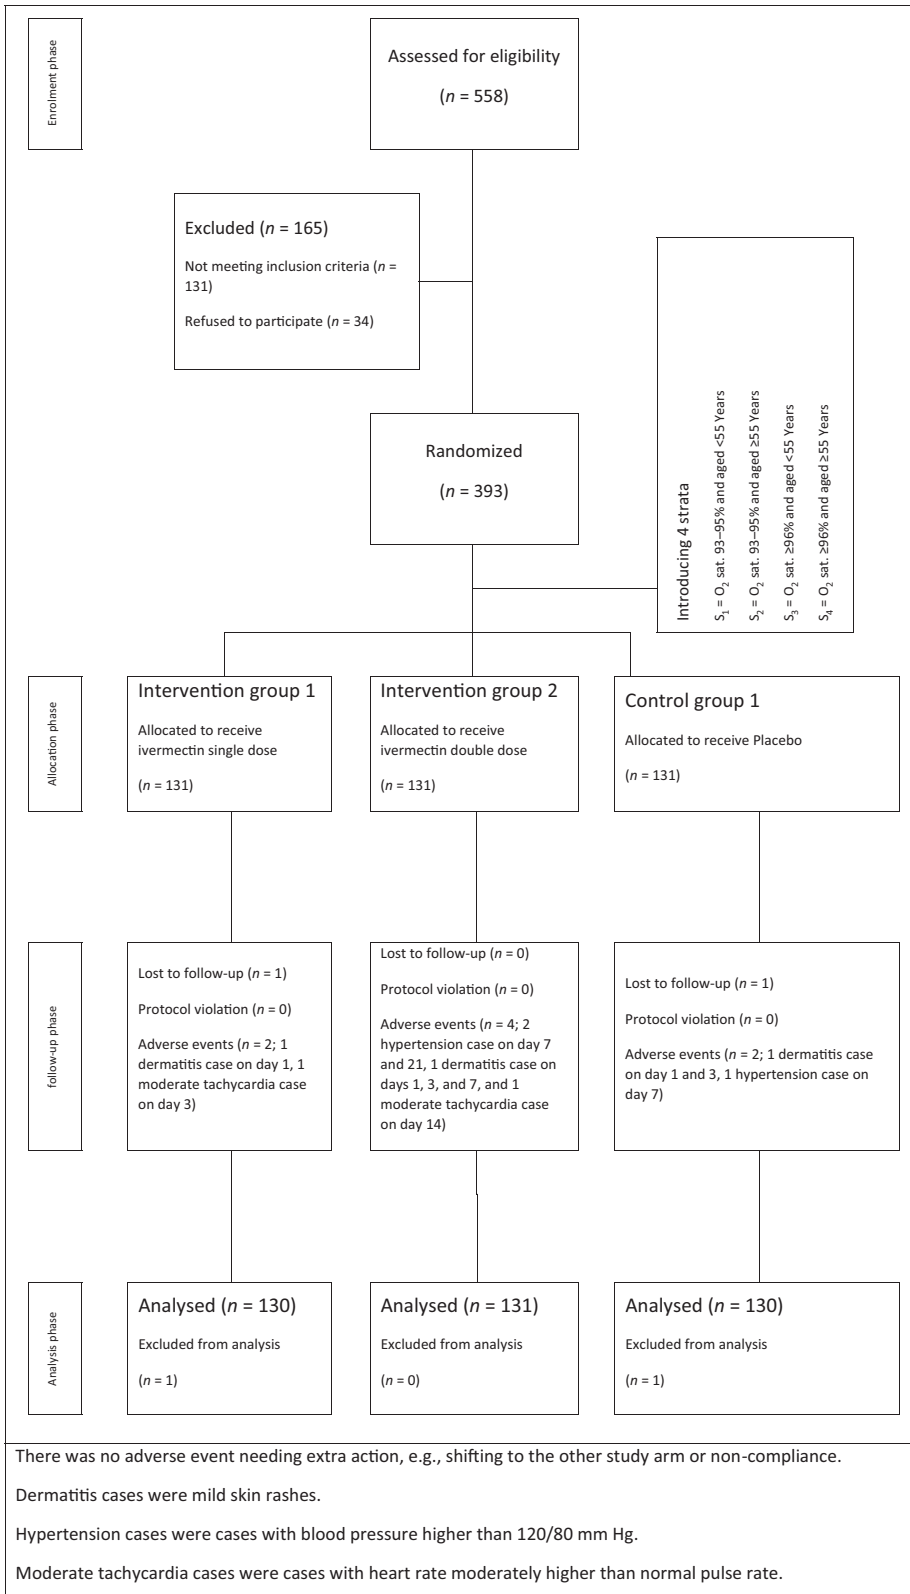 Enrolment phase
Assessed for eligibility
(n = 558)
Excluded (n = 165)
Not meeting inclusion criteria (n =
131)
Refused to participate (n = 34)
Randomized
(n = 393)
Introducing 4 strata
S₁ = O₂ sat. 93–95% and aged <55 Years
S₂ = O₂ sat. 93–95% and aged ≥55 Years
S₃ = O₂ sat. ≥96% and aged <55 Years
S₄ = O₂ sat. ≥96% and aged ≥55 Years
Allocation phase
Intervention group 1
Allocated to receive
ivermectin single dose
(n = 131)
Intervention group 2
Allocated to receive
ivermectin double dose
(n = 131)
Control group 1
Allocated to receive Placebo
(n = 131)
follow-up phase
Lost to follow-up (n = 1)
Protocol violation (n = 0)
Adverse events (n = 2; 1
dermatitis case on day 1, 1
moderate tachycardia case
on day 3)
Lost to follow-up (n = 0)
Protocol violation (n = 0)
Adverse events (n = 4; 2
hypertension case on day 7
and 21, 1 dermatitis case on
days 1, 3, and 7, and 1
moderate tachycardia case
on day 14)
Lost to follow-up (n = 1)
Protocol violation (n = 0)
Adverse events (n = 2; 1 dermatitis case
on day 1 and 3, 1 hypertension case on
day 7)
Analysis phase
Analysed (n = 130)
Excluded from analysis
(n = 1)
Analysed (n = 131)
Excluded from analysis
(n = 0)
Analysed (n = 130)
Excluded from analysis
(n = 1)
There was no adverse event needing extra action, e.g., shifting to the other study arm or non-compliance.
Dermatitis cases were mild skin rashes.
Hypertension cases were cases with blood pressure higher than 120/80 mm Hg.
Moderate tachycardia cases were cases with heart rate moderately higher than normal pulse rate.